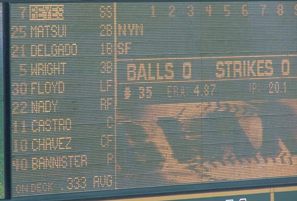 7 REYES SS
25 MATSUI 2B
21 DELGADO 1B
5 WRIGHT 3B
30 FLOYD LF
22 NADY RF
11 CASTRO C
10 CHAVEZ CF
40 BANNISTER P
ON DECK .333 AVG
1 2 3 4 5 6 7 8
NYN
SF
BALLS 0 STRIKES 0
# 35 ERA 4.87 IP 20.1